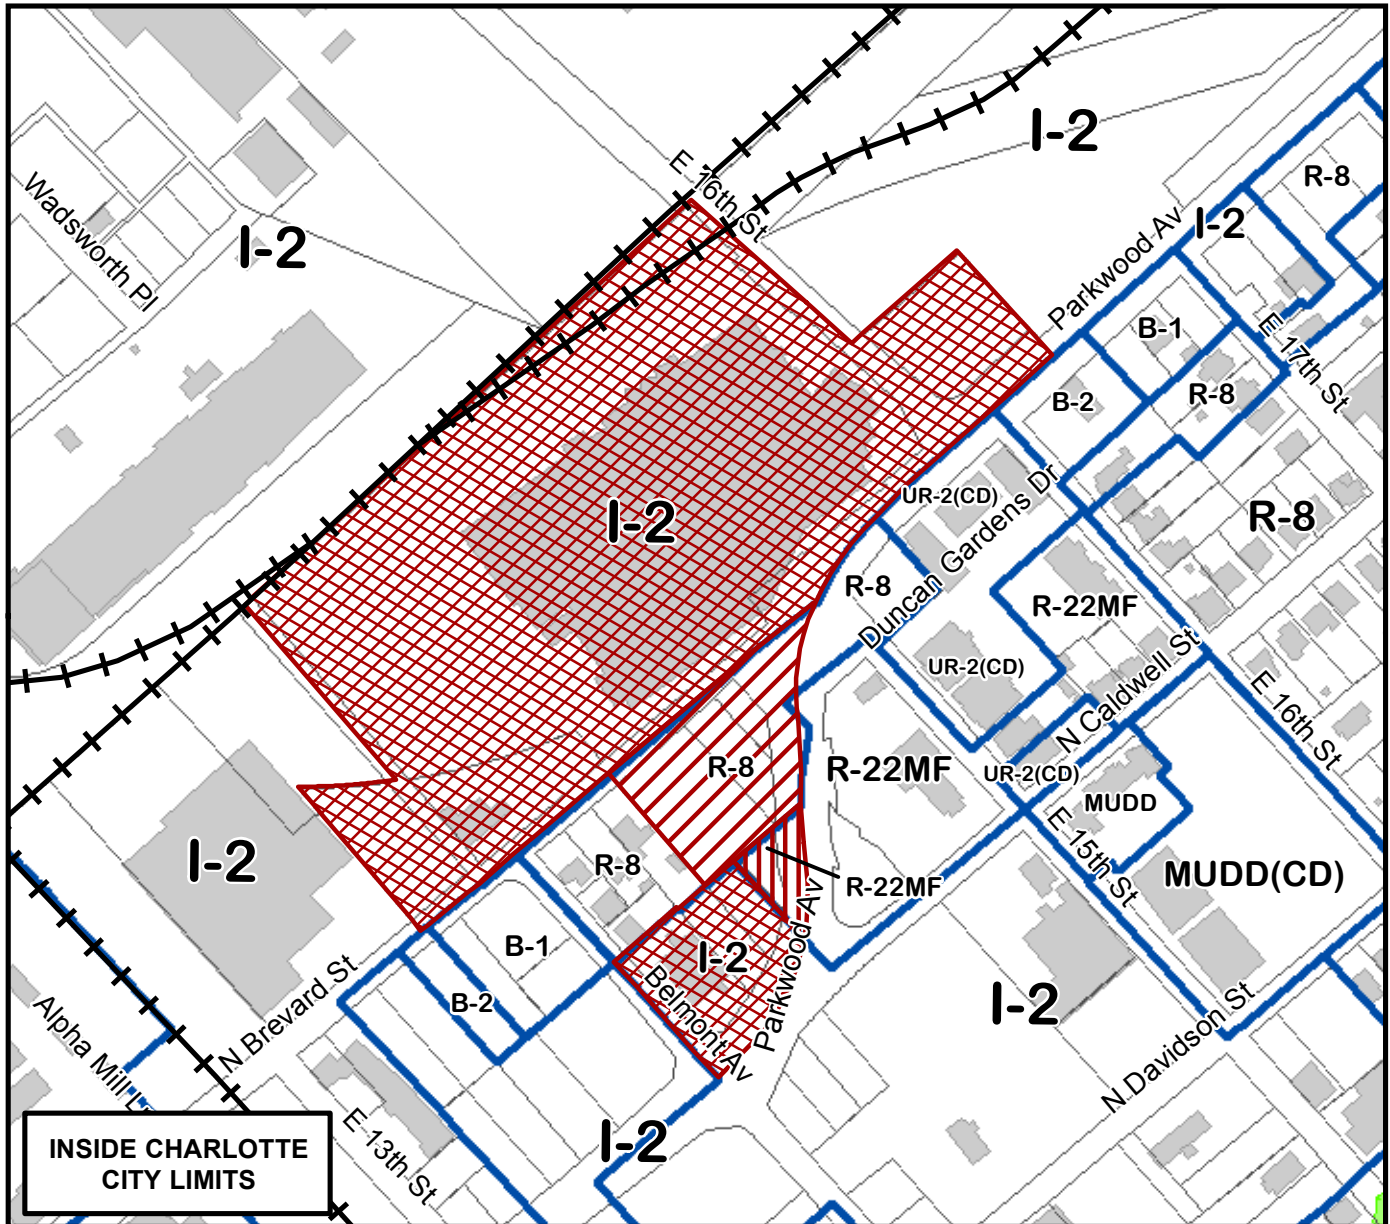 E 16th St
I-2
R-8
Wadsworth Pl
I-2
I-2
Parkwood Av
B-1
E 17th St
B-2
R-8
UR-2(CD)
I-2
R-8
Duncan Gardens Dr
R-8
R-22MF
UR-2(CD)
N Caldwell St
E 16th St
R-8
R-22MF
UR-2(CD)
MUDD
E 15th St
I-2
R-8
R-22MF
MUDD(CD)
Parkwood Av
B-1
I-2
Belmont Av
B-2
I-2
N Brevard St
N Davidson St
Alpha Mill L
E 13th St
I-2
INSIDE CHARLOTTE
CITY LIMITS